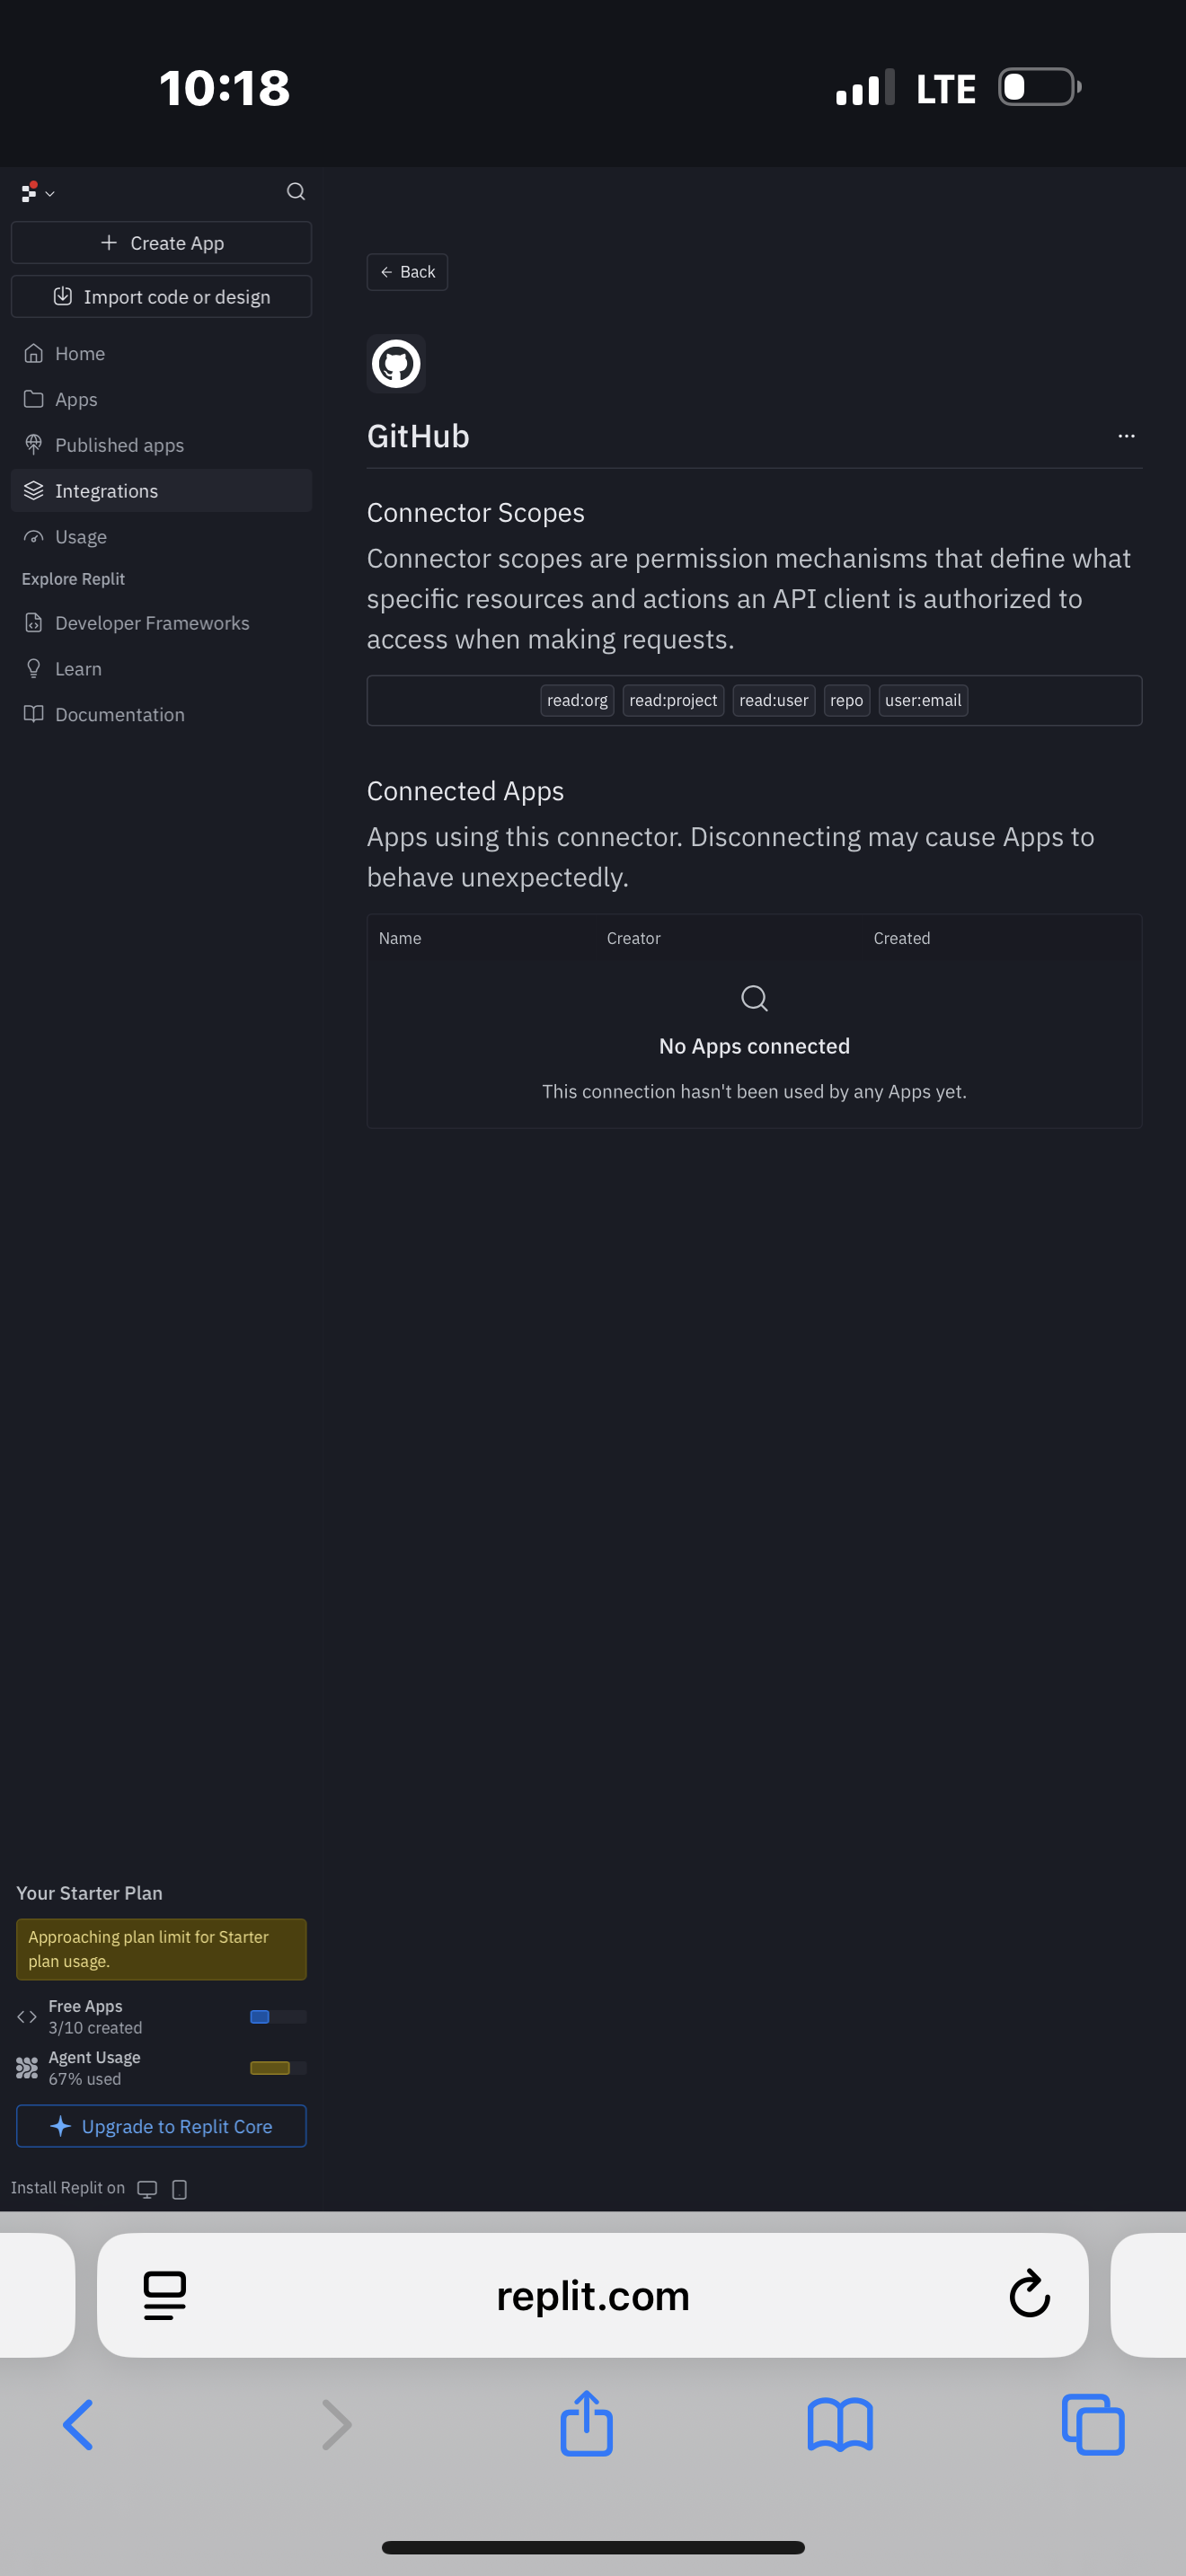 10:18
LTE
Create App
Import code or design
Home
Apps
Published apps
Integrations
Usage
Explore Replit
Developer Frameworks
Learn
Documentation
Back
GitHub
Connector Scopes
Connector scopes are permission mechanisms that define what
specific resources and actions an API client is authorized to
access when making requests.
read:org read:project read:user repo user:email
Connected Apps
Apps using this connector. Disconnecting may cause Apps to
behave unexpectedly.
Name Creator Created
No Apps connected
This connection hasn't been used by any Apps yet.
Your Starter Plan
Approaching plan limit for Starter
plan usage.
Free Apps
3/10 created
Agent Usage
67% used
Upgrade to Replit Core
Install Replit on
replit.com